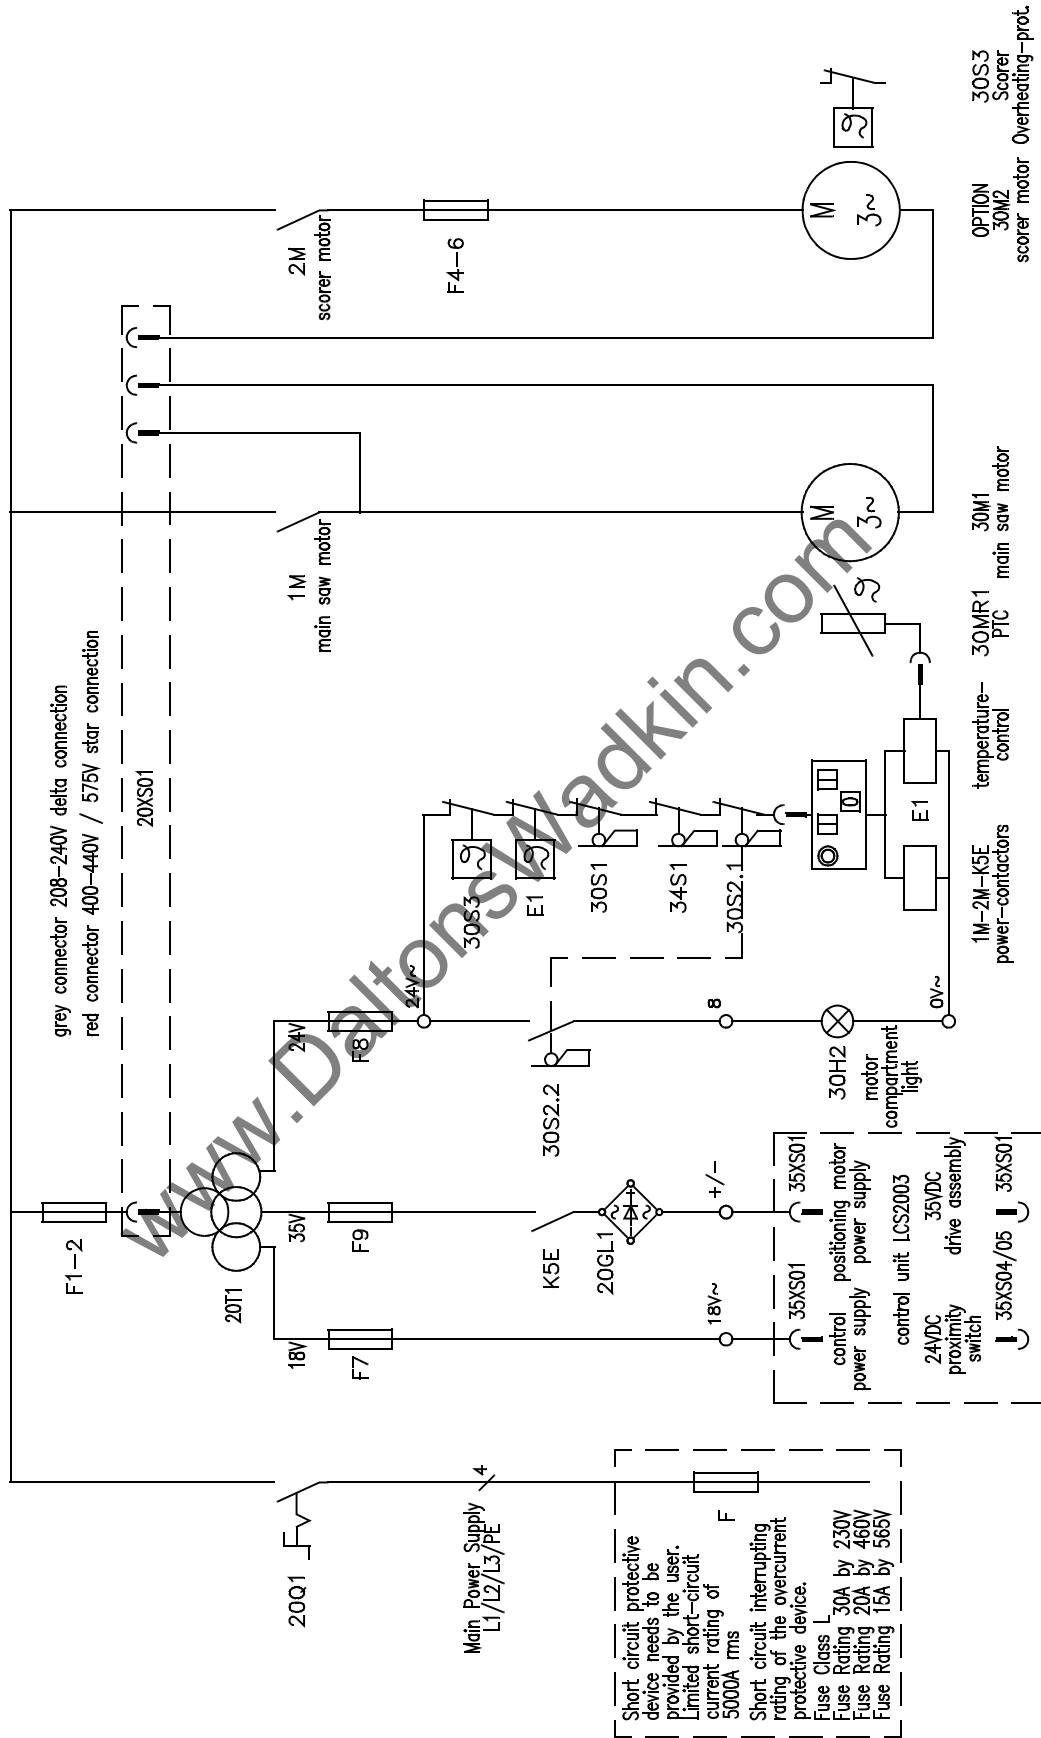 Short circuit protective
device needs to be
provided by the user.
Limited short-circuit
current rating of
5000A rms
Short circuit interrupting
rating of the overcurrent
protective device.
Fuse Class L
Fuse Rating 30A by 230V
Fuse Rating 20A by 460V
Fuse Rating 15A by 565V
F
20Q1
Main Power Supply
L1/L2/L3/PE
4
F1-2
20T1
18V
35V
24V
F7
F9
F8
K5E
20GL1
18V~
+/-
35XS01
35XS01
control
power supply
positioning motor
power supply
control unit LCS2003
24VDC
proximity
switch
35VDC
drive assembly
35XS04/05
35XS01
grey connector 208-240V delta connection
red connector 400-440V / 575V star connection
20XS01
24V~
30S2.2
8
30H2
motor
compartment
light
0V~
30S3
E1
30S1
34S1
30S2.1
0
E1
1M-2M-K5E
power-contactors
temperature-
control
30MR1
PTC
1M
main saw motor
M
3~
30M1
main saw motor
2M
scorer motor
F4-6
M
3~
OPTION
30M2
scorer motor
30S3
Scorer
Overheating-prot.
www.DaltonsWadkin.com